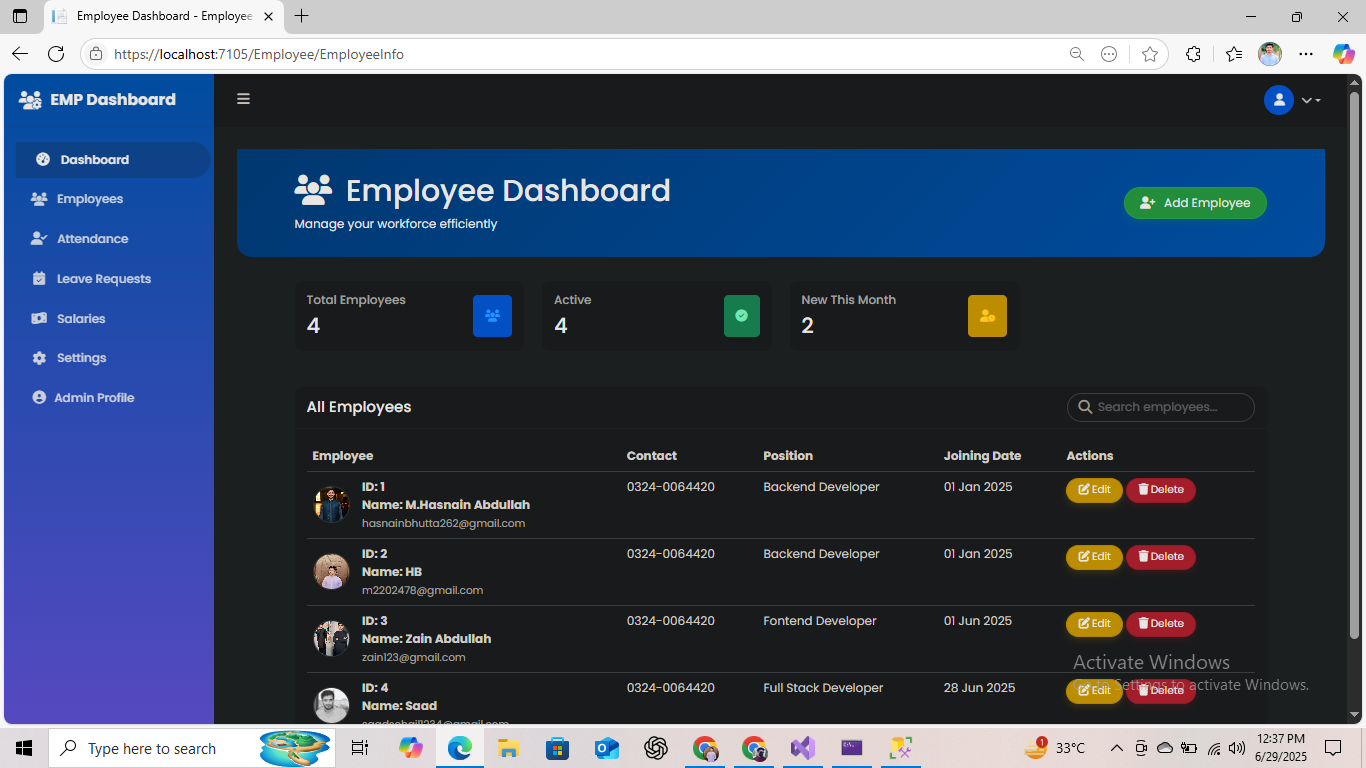 Employee Dashboard - Employee
https://localhost:7105/Employee/EmployeeInfo
EMP Dashboard
Dashboard
Employees
Attendance
Leave Requests
Salaries
Settings
Admin Profile
Employee Dashboard
Manage your workforce efficiently
Add Employee
Total Employees
4
Active
4
New This Month
2
All Employees
Search employees...
Employee Contact Position Joining Date Actions
ID: 1
Name: M.Hasnain Abdullah
hasnainbhutta262@gmail.com
0324-0064420 Backend Developer 01 Jan 2025 Edit Delete
ID: 2
Name: HB
m2202478@gmail.com
0324-0064420 Backend Developer 01 Jan 2025 Edit Delete
ID: 3
Name: Zain Abdullah
zain123@gmail.com
0324-0064420 Fontend Developer 01 Jun 2025 Edit Delete
ID: 4
Name: Saad
0324-0064420 Full Stack Developer 28 Jun 2025 Edit Delete
Activate Windows
Go to Settings to activate Windows.
Type here to search
1
33°C
12:37 PM
6/29/2025